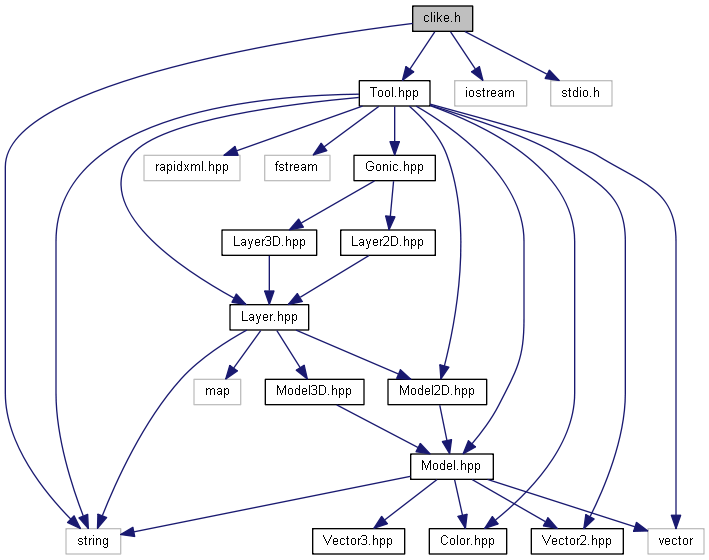 clike.h
Tool.hpp
iostream
stdio.h
rapidxml.hpp
fstream
Gonic.hpp
Layer3D.hpp
Layer2D.hpp
Layer.hpp
map
Model3D.hpp
Model2D.hpp
Model.hpp
string
Vector3.hpp
Color.hpp
Vector2.hpp
vector